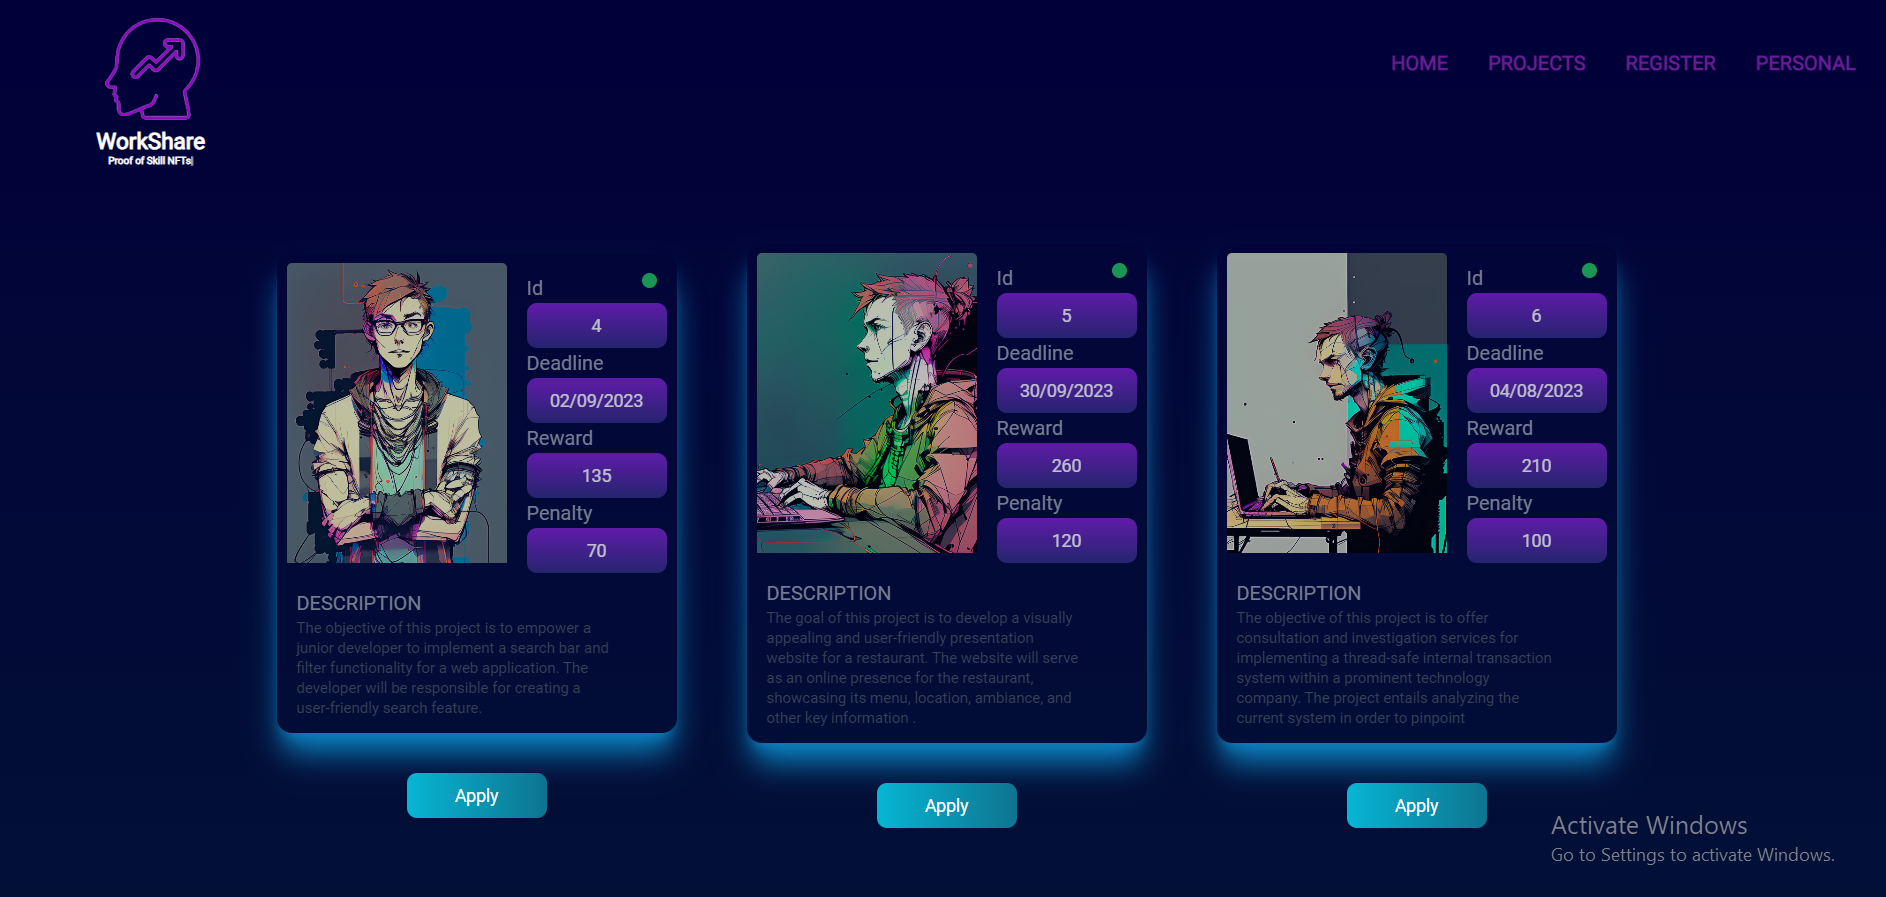 WorkShare
Proof of Skill NFTs|
HOME PROJECTS REGISTER PERSONAL
Id
4
Deadline
02/09/2023
Reward
135
Penalty
70
DESCRIPTION
The objective of this project is to empower a
junior developer to implement a search bar and
filter functionality for a web application. The
developer will be responsible for creating a
user-friendly search feature.
Apply
Id
5
Deadline
30/09/2023
Reward
260
Penalty
120
DESCRIPTION
The goal of this project is to develop a visually
appealing and user-friendly presentation
website for a restaurant. The website will serve
as an online presence for the restaurant,
showcasing its menu, location, ambiance, and
other key information .
Apply
Id
6
Deadline
04/08/2023
Reward
210
Penalty
100
DESCRIPTION
The objective of this project is to offer
consultation and investigation services for
implementing a thread-safe internal transaction
system within a prominent technology
company. The project entails analyzing the
current system in order to pinpoint
Apply
Activate Windows
Go to Settings to activate Windows.